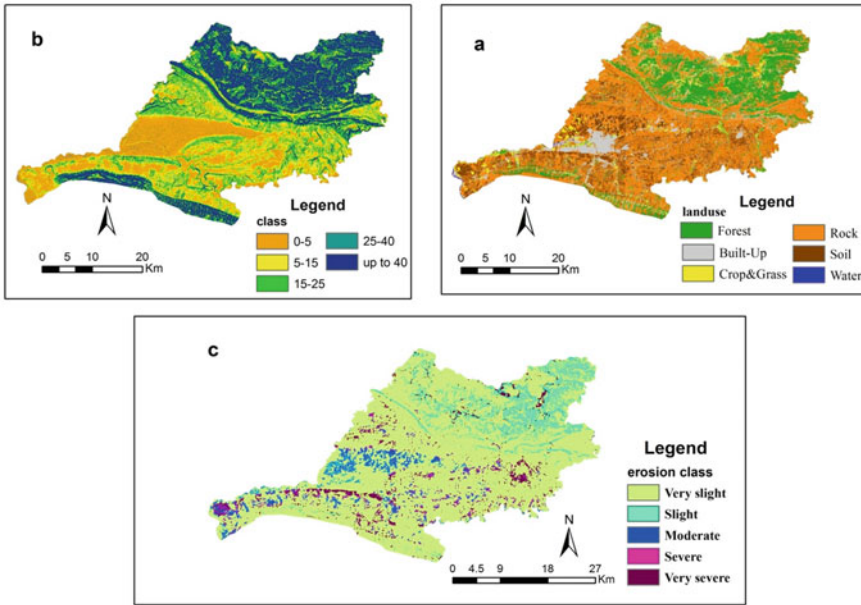 b
N
Legend
class
0-5
25-40
5-15
up to 40
15-25
0 5 10 20
Km
a
N
Legend
landuse
Forest
Rock
Built-Up
Soil
Crop&Grass
Water
0 5 10 20
Km
c
Legend
erosion class
Very slight
Slight
Moderate
Severe
Very severe
N
0 4.5 9 18 27
Km